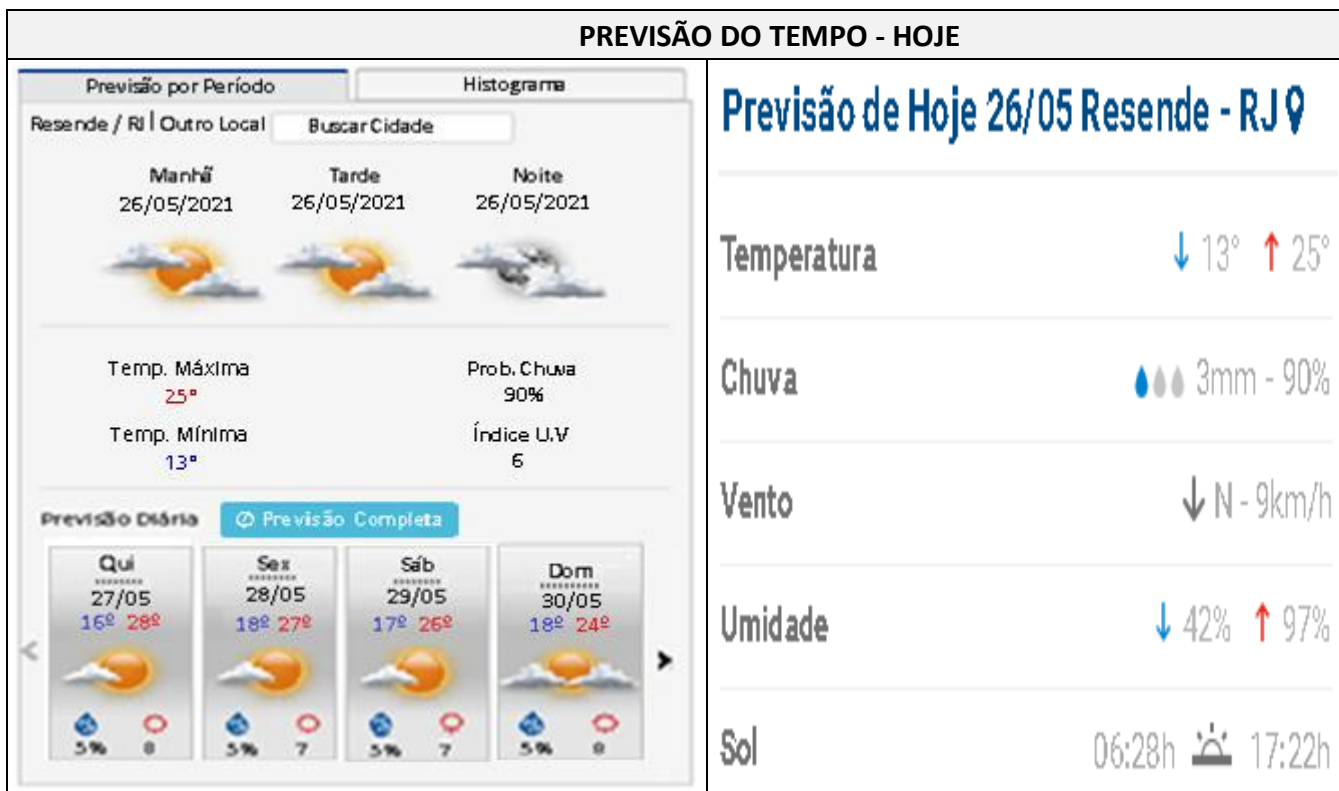 PREVISÃO DO TEMPO - HOJE
Previsão por Período
Histograma
Resende / RJ | Outro Local
Buscar Cidade
Manhã
Tarde
Noite
26/05/2021
26/05/2021
26/05/2021
Temp. Máxima
Prob. Chuva
25°
90%
Temp. Mínima
Índice U.V
13°
6
Previsão Diária
Previsão Completa
Qui
Sex
Sáb
Dom
27/05
28/05
29/05
30/05
16º 28º
18º 27º
17º 26º
18º 24º
5% 8
5% 7
5% 7
5% 8
Previsão de Hoje 26/05 Resende - RJ
Temperatura
13° 25°
Chuva
3mm - 90%
Vento
N - 9km/h
Umidade
42% 97%
Sol
06:28h 17:22h